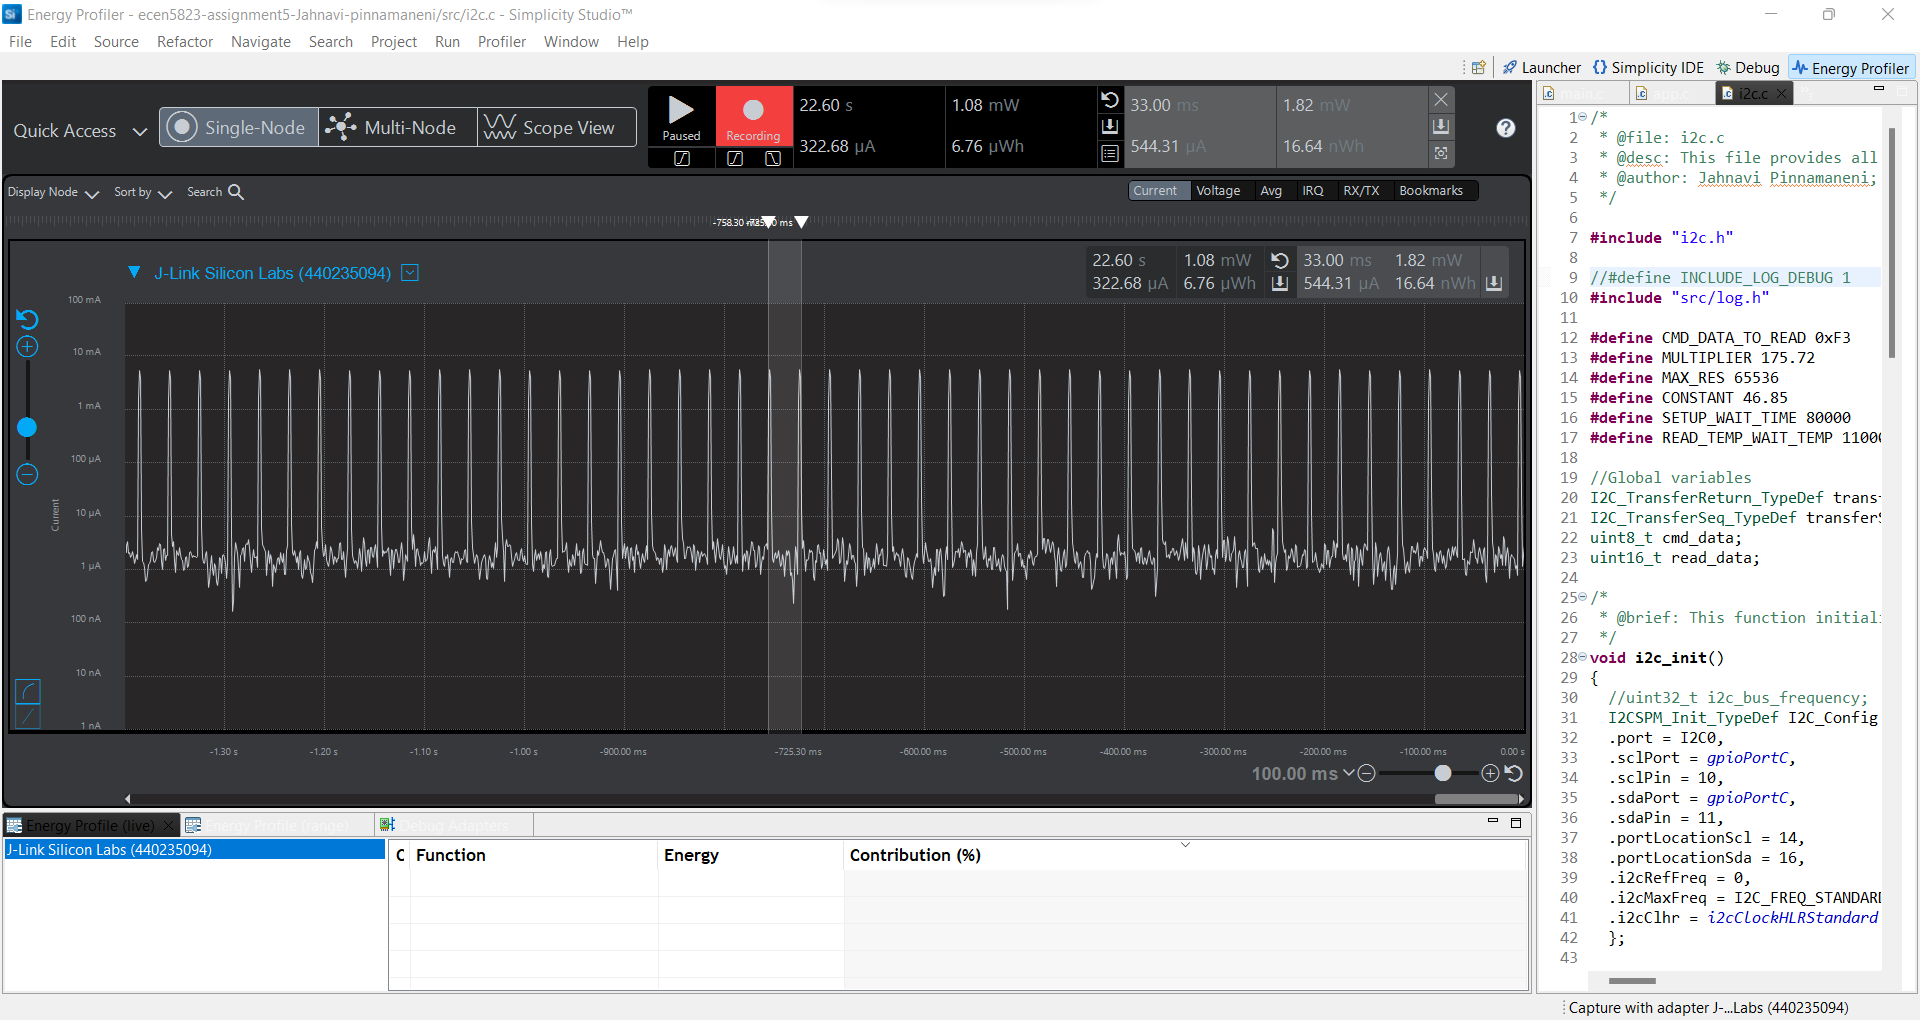 Energy Profiler - ecen5823-assignment5-Jahnavi-pinnamaneni/src/i2c.c - Simplicity Studio™
File Edit Source Refactor Navigate Search Project Run Profiler Window Help
Launcher {} Simplicity IDE Debug Energy Profiler
Quick Access Single-Node Multi-Node Scope View
Paused Recording
22.60 s 1.08 mW
322.68 µA 6.76 µWh
33.00 ms 1.82 mW
544.31 µA 16.64 nWh
Display Node Sort by Search
Current Voltage Avg IRQ RX/TX Bookmarks
-758.30
J-Link Silicon Labs (440235094)
22.60 s 1.08 mW 33.00 ms 1.82 mW
322.68 µA 6.76 µWh 544.31 µA 16.64 nWh
100 mA
10 mA
1 mA
100 µA
10 µA
1 µA
100 nA
10 nA
1 nA
Current
-1.30 s -1.20 s -1.10 s -1.00 s -900.00 ms -725.30 ms -600.00 ms -500.00 ms -400.00 ms -300.00 ms -200.00 ms -100.00 ms 0.00 s
100.00 ms
Energy Profile (live) Energy Profile (range) Debug Adapters
J-Link Silicon Labs (440235094)
C Function Energy Contribution (%)
main.c app.c i2c.c
1 /*
2 * @file: i2c.c
3 * @desc: This file provides all
4 * @author: Jahnavi Pinnamaneni;
5 */
6
7 #include "i2c.h"
8
9 //#define INCLUDE_LOG_DEBUG 1
10 #include "src/log.h"
11
12 #define CMD_DATA_TO_READ 0xF3
13 #define MULTIPLIER 175.72
14 #define MAX_RES 65536
15 #define CONSTANT 46.85
16 #define SETUP_WAIT_TIME 80000
17 #define READ_TEMP_WAIT_TEMP 1100
18
19 //Global variables
20 I2C_TransferReturn_TypeDef trans
21 I2C_TransferSeq_TypeDef transfer
22 uint8_t cmd_data;
23 uint16_t read_data;
24
25 /*
26 * @brief: This function initial
27 */
28 void i2c_init()
29 {
30 //uint32_t i2c_bus_frequency;
31 I2CSPM_Init_TypeDef I2C_Config
32 .port = I2C0,
33 .sclPort = gpioPortC,
34 .sclPin = 10,
35 .sdaPort = gpioPortC,
36 .sdaPin = 11,
37 .portLocationScl = 14,
38 .portLocationSda = 16,
39 .i2cRefFreq = 0,
40 .i2cMaxFreq = I2C_FREQ_STANDARD
41 .i2cClhr = i2cClockHLRStandard
42 };
43
Capture with adapter J-...Labs (440235094)